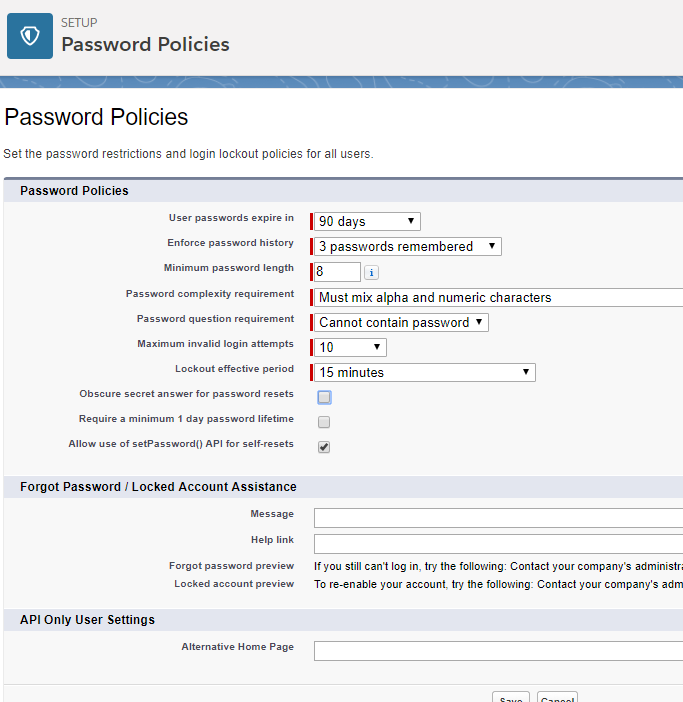 SETUP
Password Policies
Password Policies
Set the password restrictions and login lockout policies for all users.
Password Policies
User passwords expire in 90 days
Enforce password history 3 passwords remembered
Minimum password length 8 i
Password complexity requirement Must mix alpha and numeric characters
Password question requirement Cannot contain password
Maximum invalid login attempts 10
Lockout effective period 15 minutes
Obscure secret answer for password resets
Require a minimum 1 day password lifetime
Allow use of setPassword() API for self-resets
Forgot Password / Locked Account Assistance
Message
Help link
Forgot password preview If you still can't log in, try the following: Contact your company's administra
Locked account preview To re-enable your account, try the following: Contact your company's adm
API Only User Settings
Alternative Home Page
Save Cancel